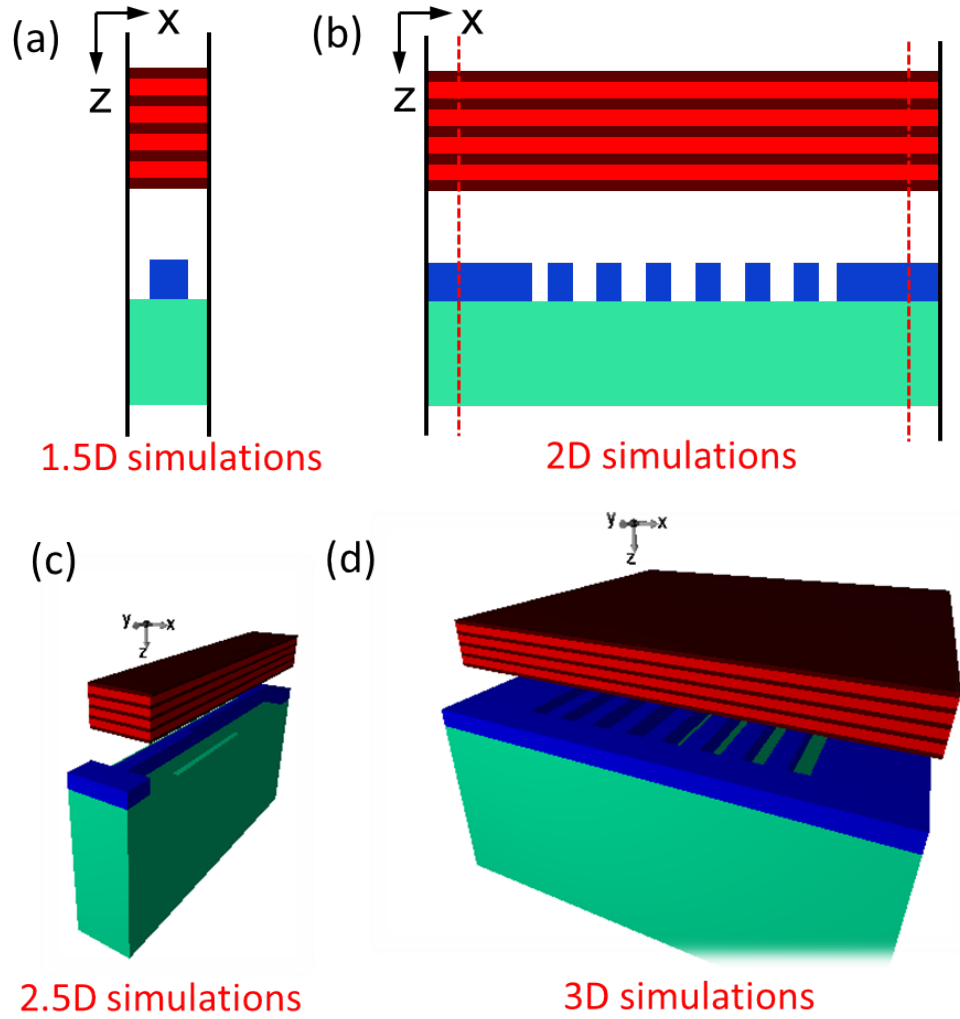 (a)
x
z
1.5D simulations
(b)
x
z
2D simulations
(c)
y
x
z
2.5D simulations
(d)
y
x
z
3D simulations